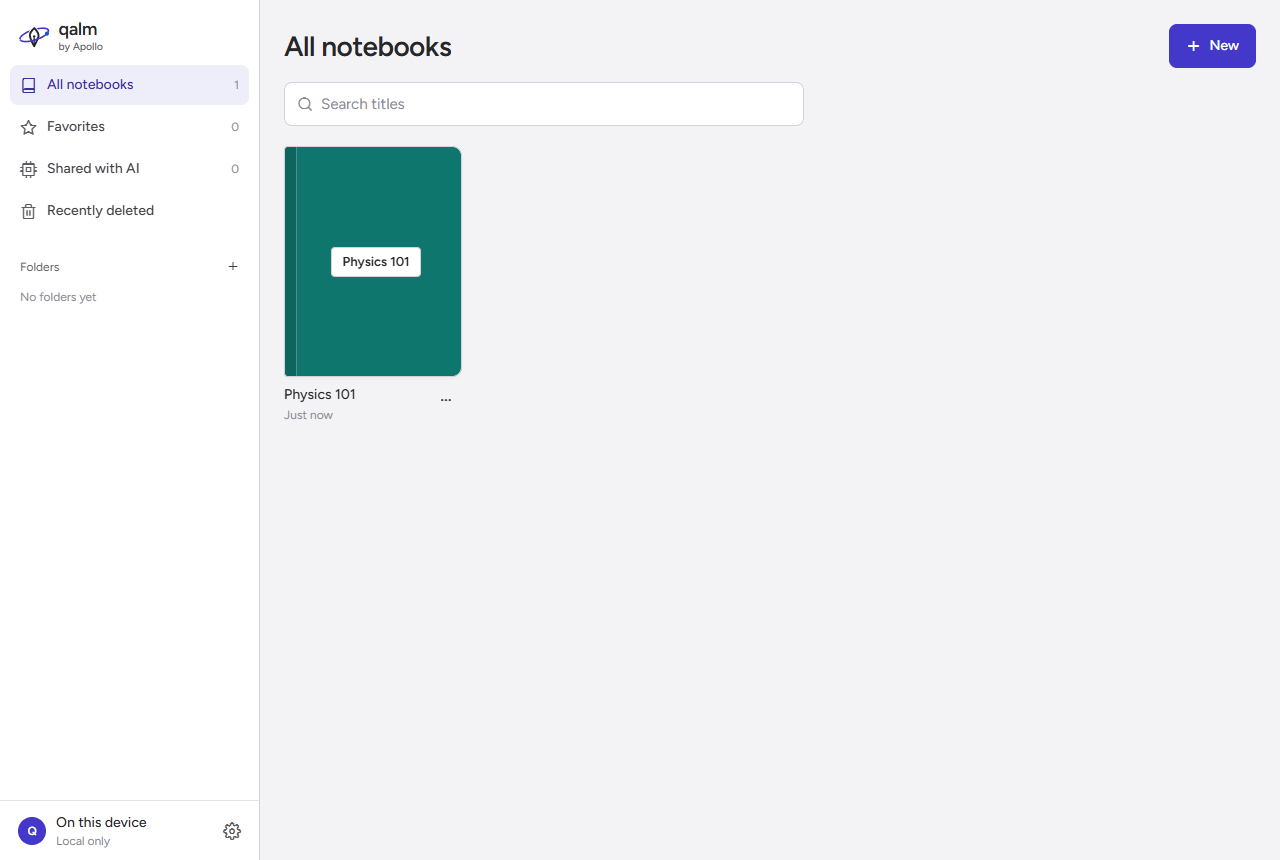 qalm
by Apollo
All notebooks 1
Favorites 0
Shared with AI 0
Recently deleted
Folders +
No folders yet
Q
On this device
Local only
All notebooks
+ New
Search titles
Physics 101
Physics 101 ...
Just now